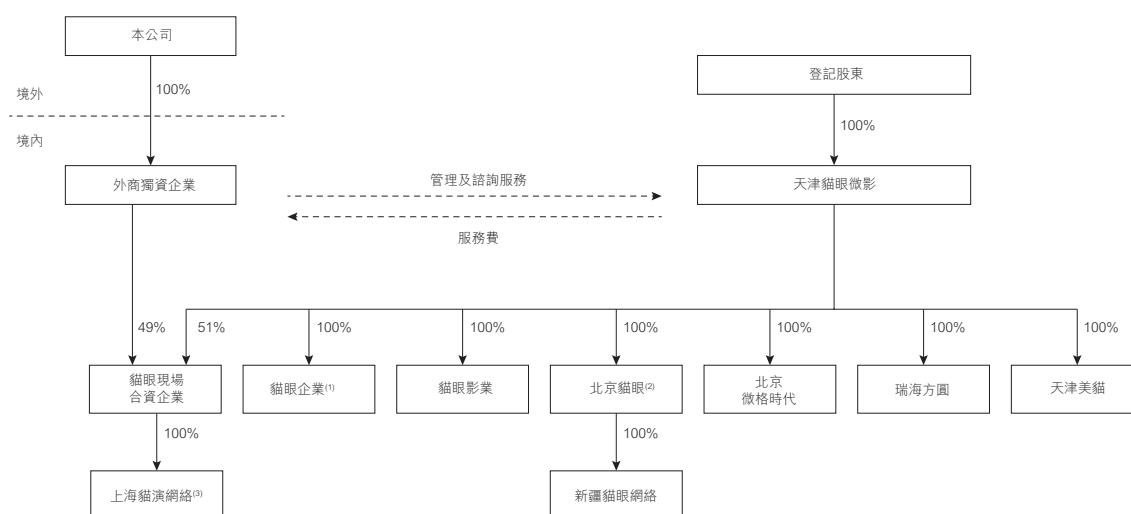 本公司
登記股東
100%
境外
100%
境內
外商獨資企業
管理及諮詢服務
天津貓眼微影
服務費
49%
51%
100%
100%
100%
100%
100%
100%
貓眼現場
合資企業
貓眼企業(1)
貓眼影業
北京貓眼(2)
北京
微格時代
瑞海方圓
天津美貓
100%
100%
上海貓演網絡(3)
新疆貓眼網絡